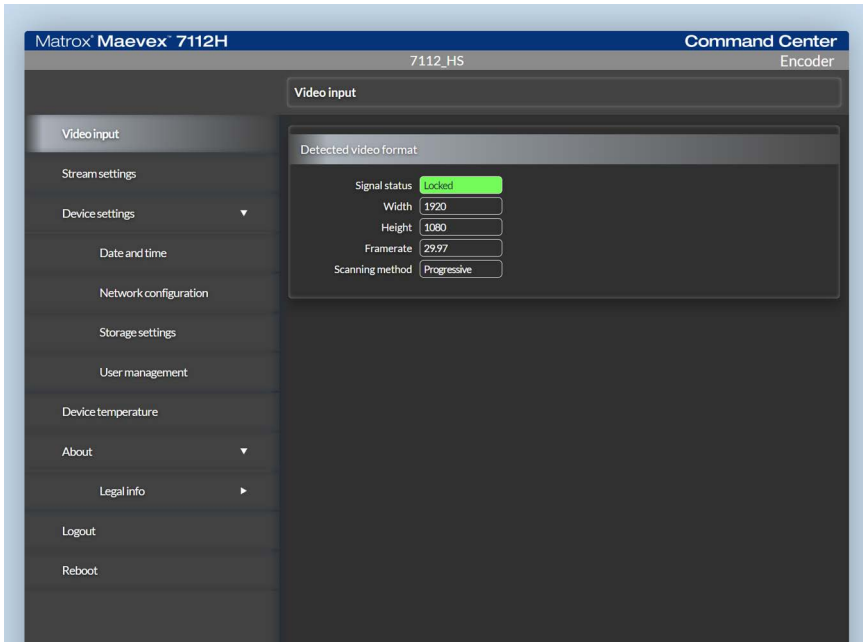 Matrox® Maevex™ 7112H
Command Center
7112_HS
Encoder
Video input
Video input
Stream settings
Device settings
Date and time
Network configuration
Storage settings
User management
Device temperature
About
Legal info
Logout
Reboot
Detected video format
Signal status Locked
Width 1920
Height 1080
Framerate 29.97
Scanning method Progressive